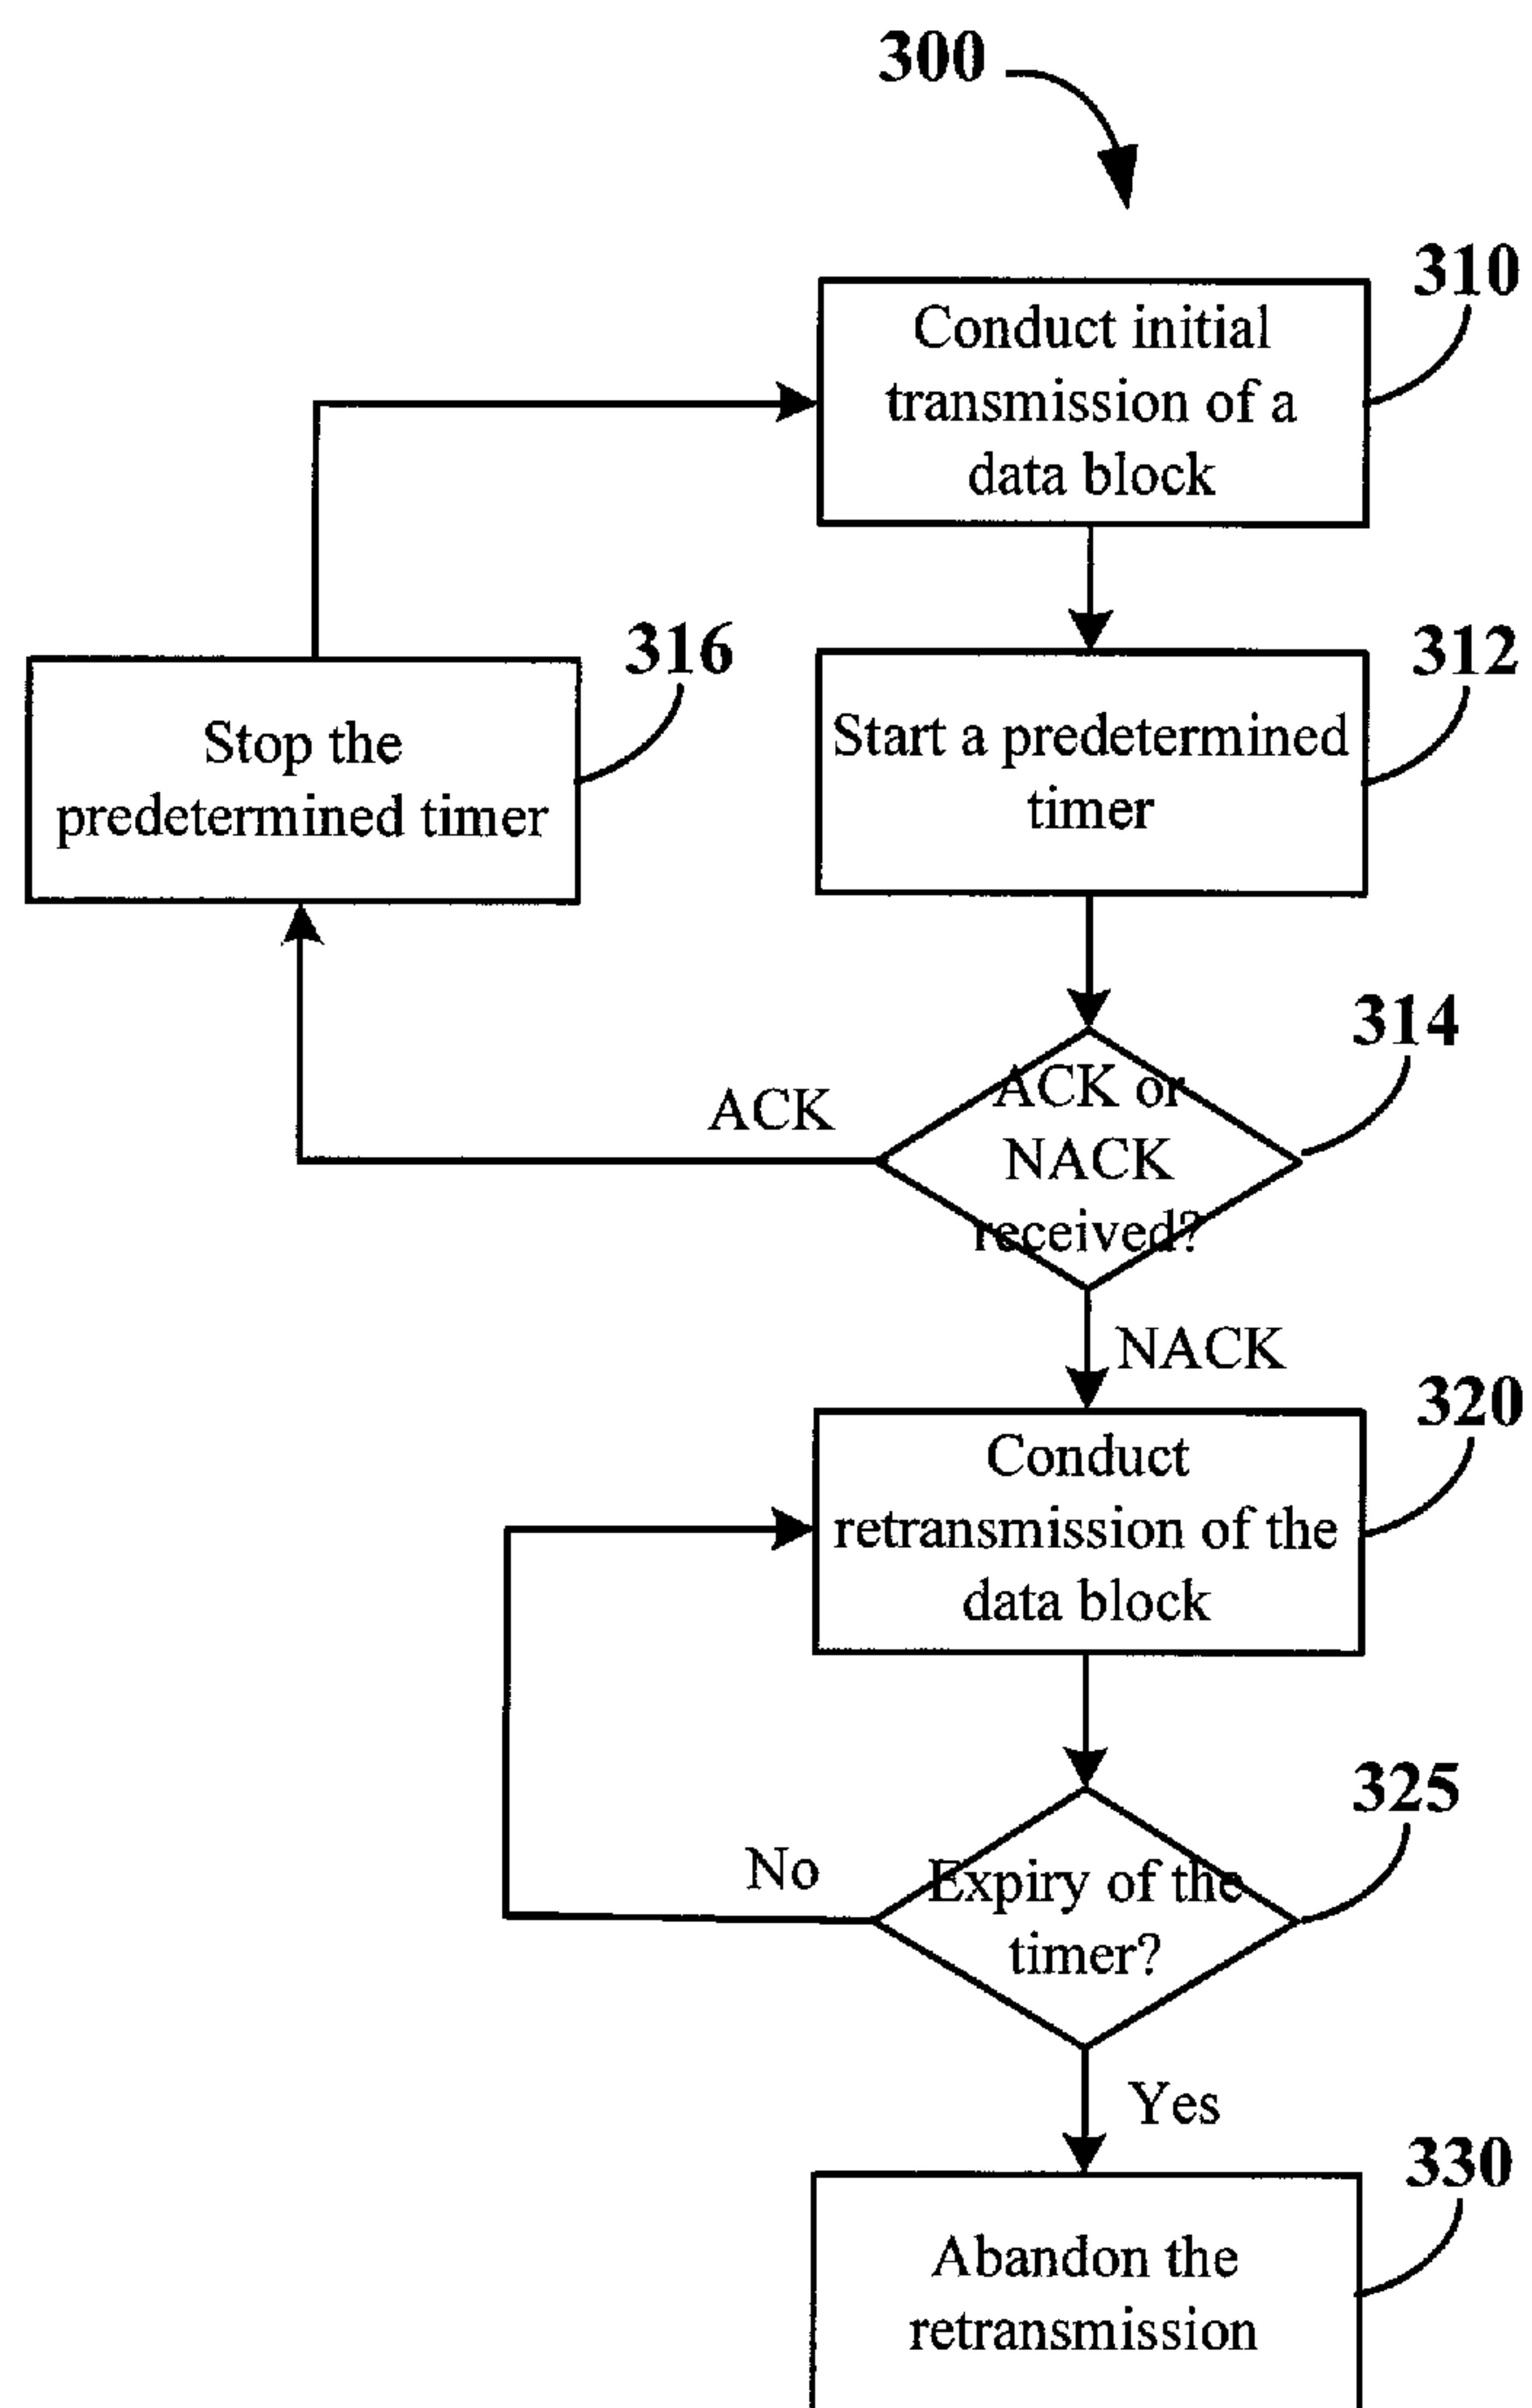 300
310
Conduct initial
transmission of a
data block
316
312
Stop the
predetermined timer
Start a predetermined
timer
314
ACK
ACK or
NACK
received?
NACK
320
Conduct
retransmission of the
data block
325
No
Expiry of the
timer?
Yes
330
Abandon the
retransmission